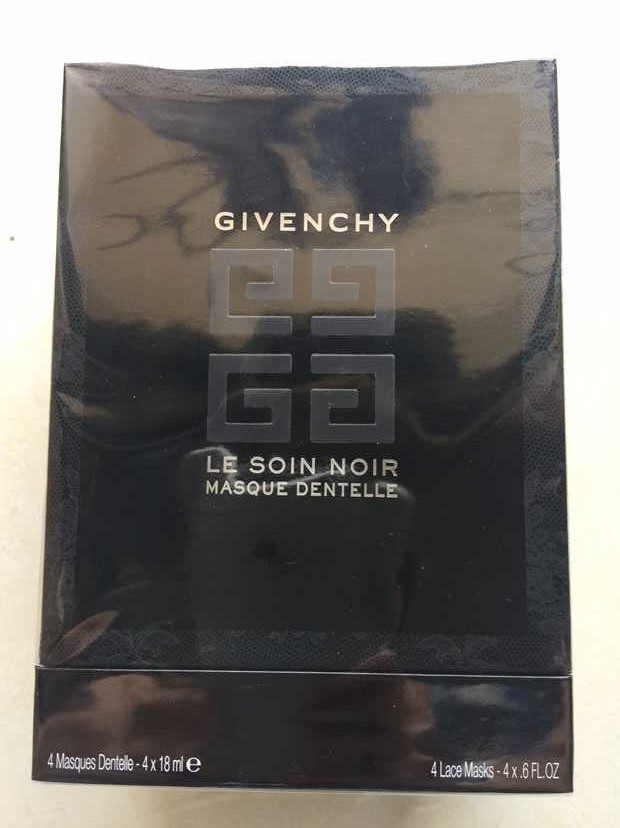 GIVENCHY
LE SOIN NOIR
MASQUE DENTELLE
4 Masques Dentelle - 4 x 18 ml ℮
4 Lace Masks - 4 x .6 FL.OZ